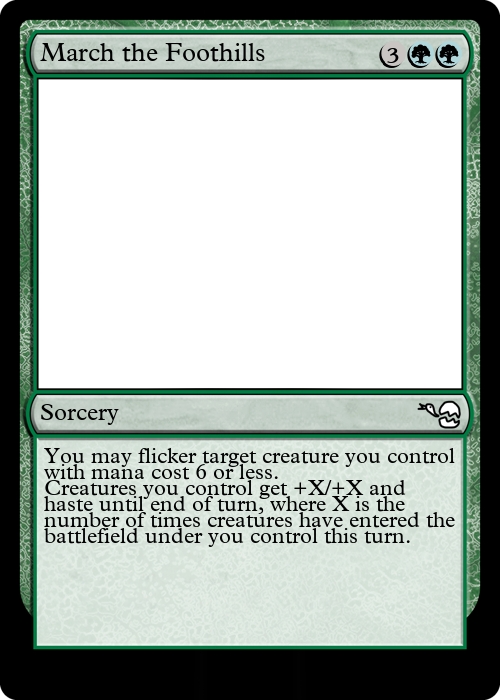 March the Foothills
3
Sorcery
You may flicker target creature you control
with mana cost 6 or less.
Creatures you control get +X/+X and
haste until end of turn, where X is the
number of times creatures have entered the
battlefield under you control this turn.